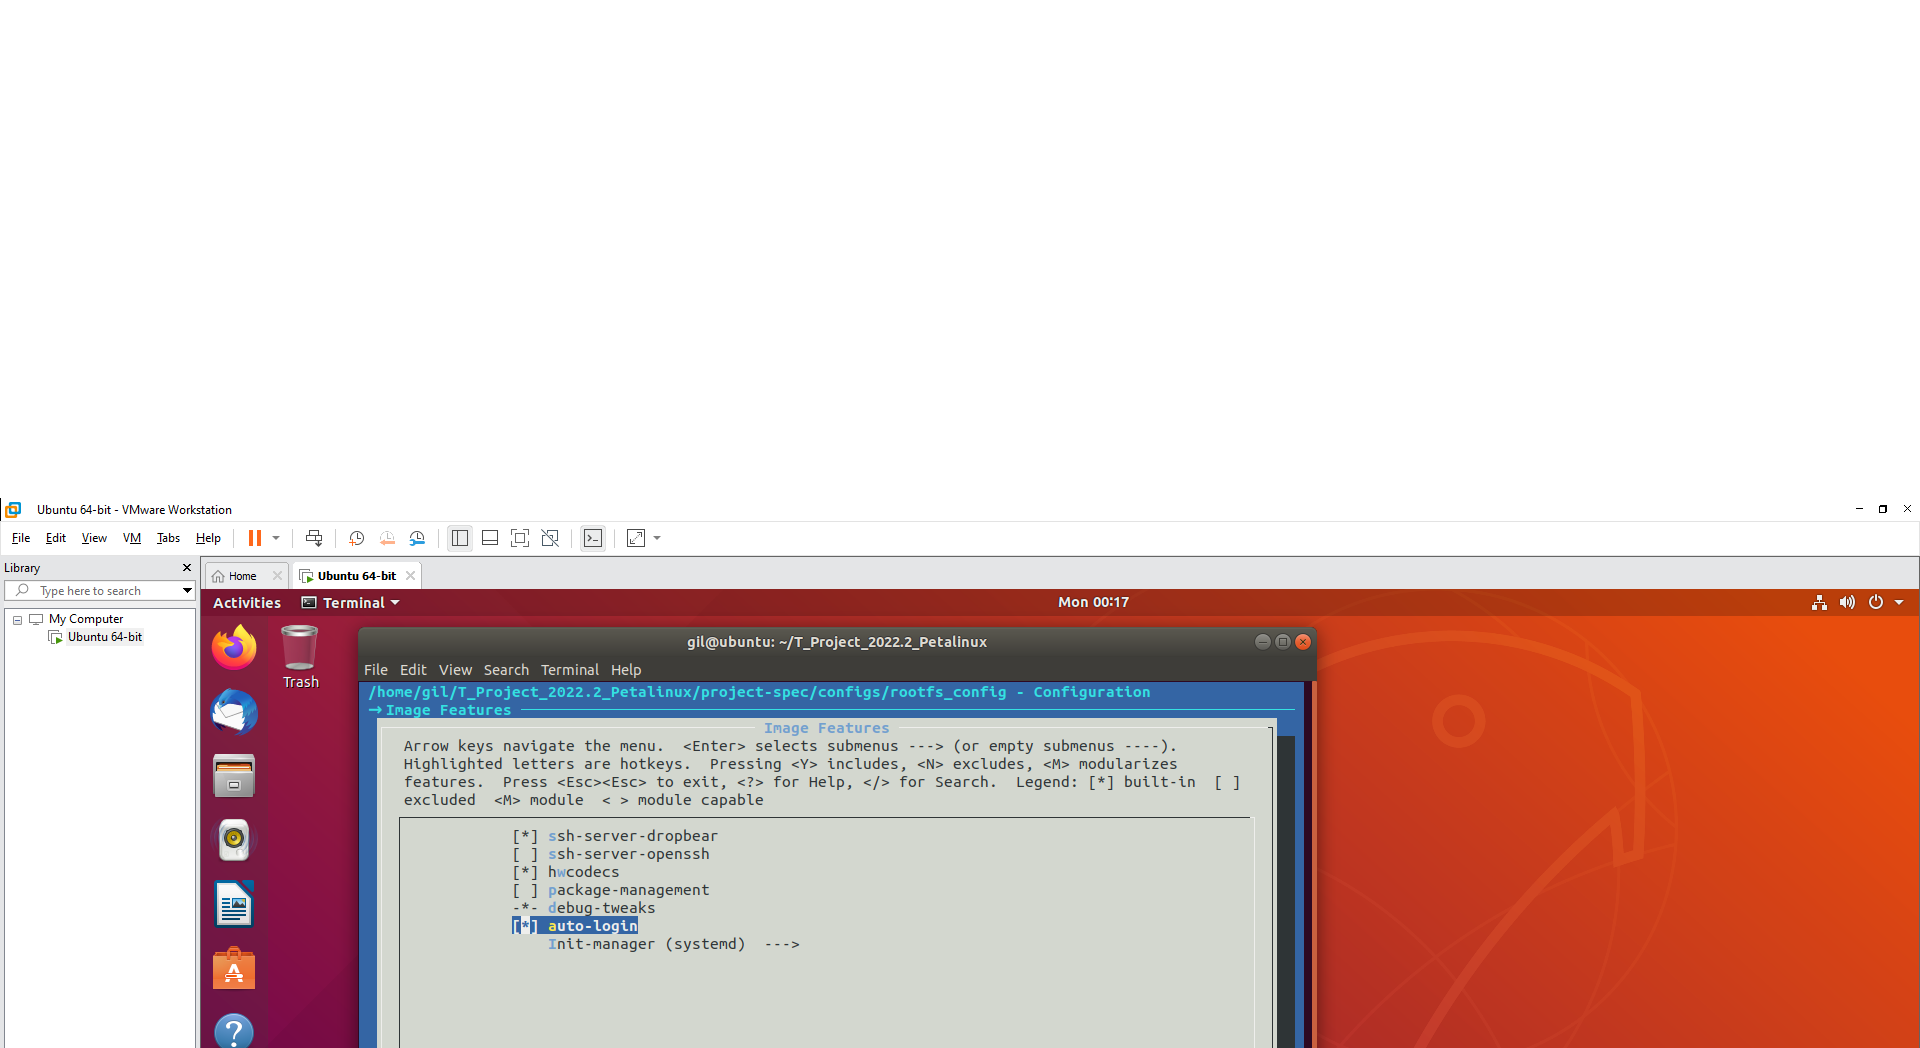 Ubuntu 64-bit - VMware Workstation
File Edit View VM Tabs Help
Library
Home
Ubuntu 64-bit
Type here to search
My Computer
Ubuntu 64-bit
Activities Terminal Mon 00:17
Trash
gil@ubuntu: ~/T_Project_2022.2_Petalinux
File Edit View Search Terminal Help
/home/gil/T_Project_2022.2_Petalinux/project-spec/configs/rootfs_config - Configuration
→ Image Features
Image Features
Arrow keys navigate the menu. <Enter> selects submenus ---> (or empty submenus ----).
Highlighted letters are hotkeys. Pressing <Y> includes, <N> excludes, <M> modularizes
features. Press <Esc><Esc> to exit, <?> for Help, </> for Search. Legend: [*] built-in [ ]
excluded <M> module < > module capable
[*] ssh-server-dropbear
[ ] ssh-server-openssh
[*] hwcodecs
[ ] package-management
-*- debug-tweaks
[*] auto-login
Init-manager (systemd) --->